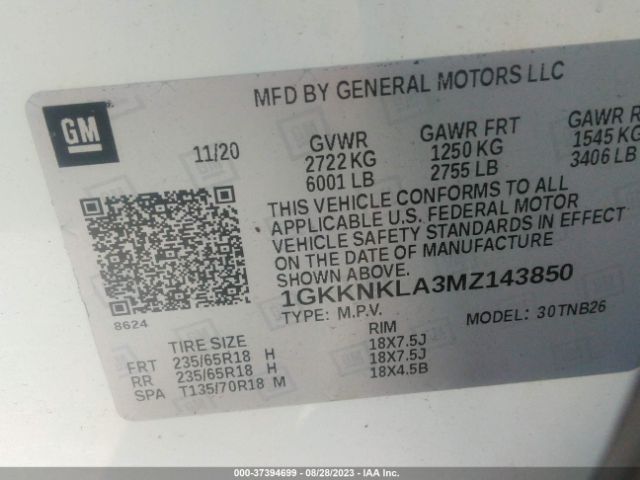 MFD BY GENERAL MOTORS LLC
GM
11/20
GVWR GAWR FRT GAWR R
2722 KG 1250 KG 1545 KG
6001 LB 2755 LB 3406 LB
THIS VEHICLE CONFORMS TO ALL
APPLICABLE U.S. FEDERAL MOTOR
VEHICLE SAFETY STANDARDS IN EFFECT
ON THE DATE OF MANUFACTURE
SHOWN ABOVE.
1GKKNKLA3MZ143850
8624
TYPE: M.P.V. MODEL: 30TNB26
TIRE SIZE RIM
FRT 235/65R18 H 18X7.5J
RR 235/65R18 H 18X7.5J
SPA T135/70R18 M 18X4.5B
000-37394699 - 08/28/2023 - IAA Inc.